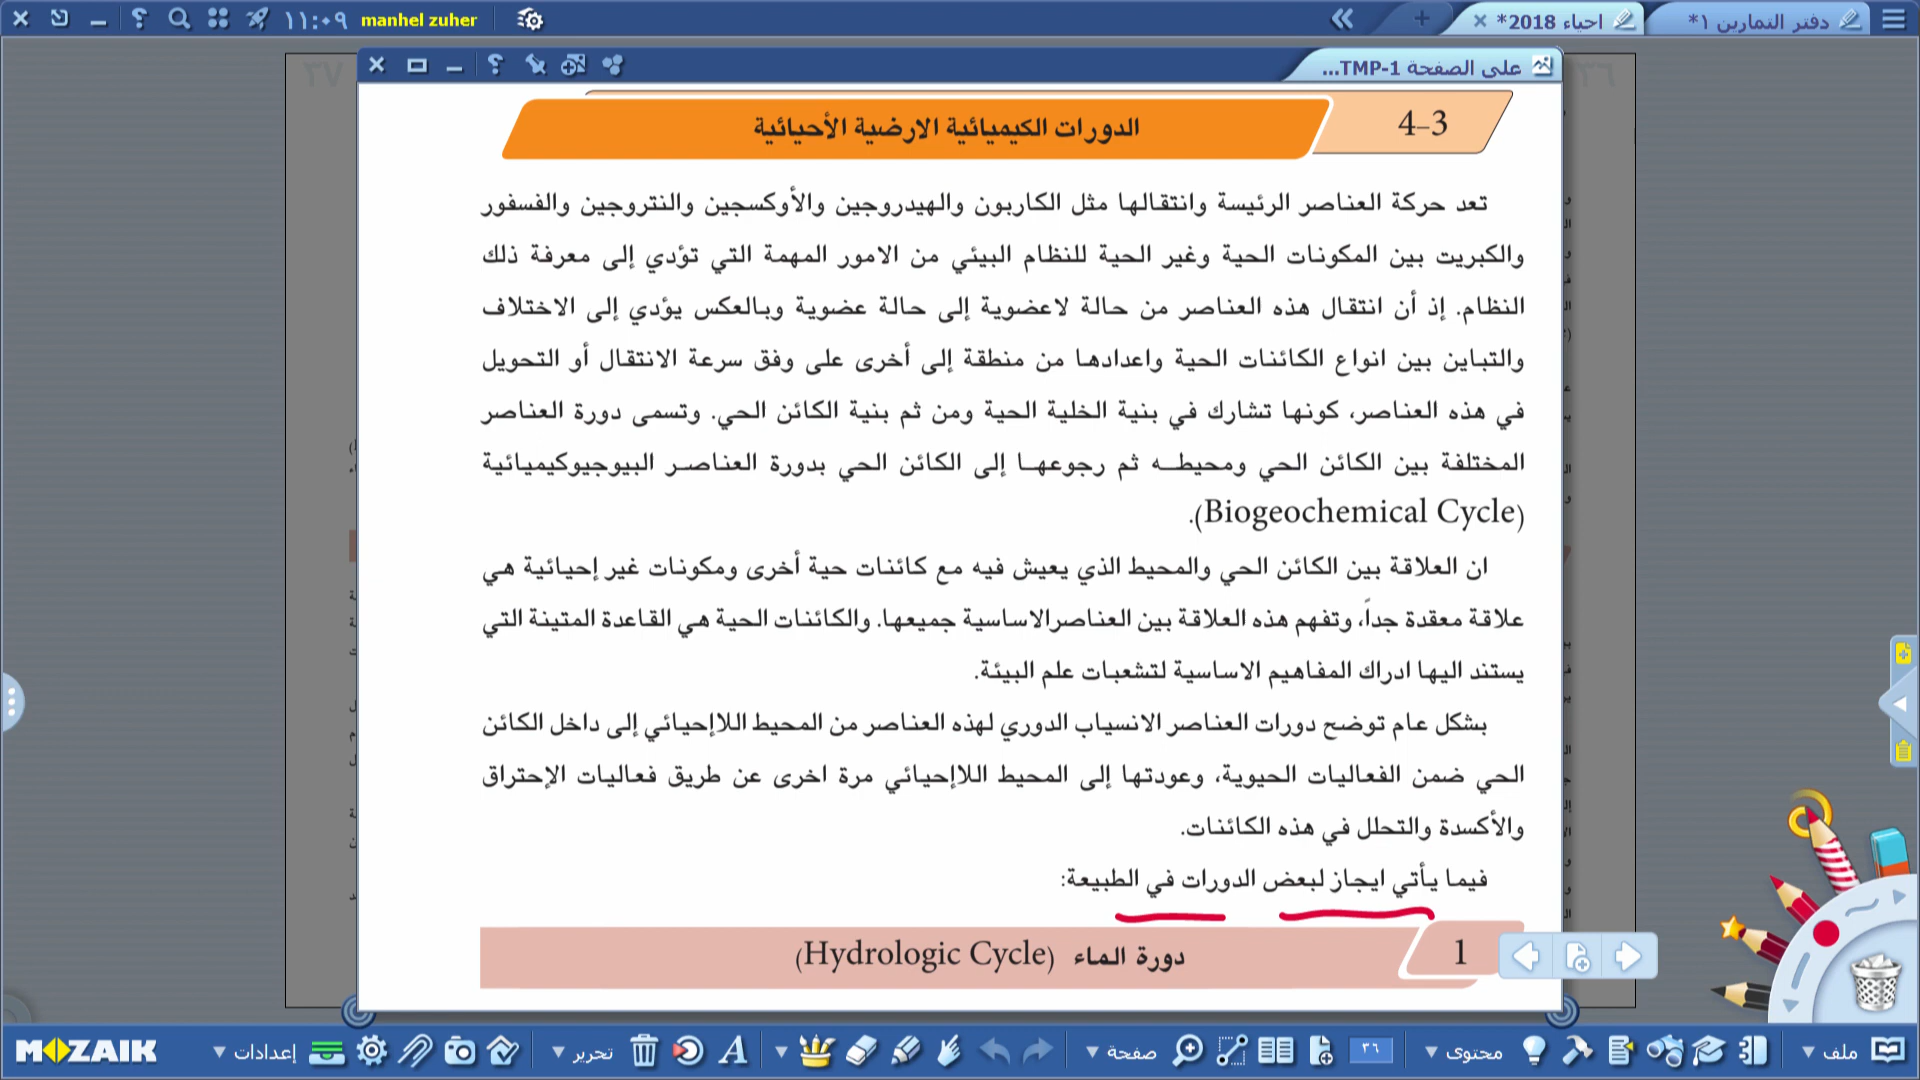 دفتر التمارين ١*
احياء 2018*
manhel zuher
١١:٠٩
على الصفحة TMP-1...
٣٦
٣٧
4-3
الدورات الكيميائية الارضية الأحيائية
تعد حركة العناصر الرئيسة وانتقالها مثل الكاربون والهيدروجين والأوكسجين والنتروجين والفسفور
والكبريت بين المكونات الحية وغير الحية للنظام البيئي من الامور المهمة التي تؤدي إلى معرفة ذلك
النظام. إذ أن انتقال هذه العناصر من حالة لاعضوية إلى حالة عضوية وبالعكس يؤدي إلى الاختلاف
والتباين بين انواع الكائنات الحية واعدادها من منطقة إلى أخرى على وفق سرعة الانتقال أو التحويل
في هذه العناصر، كونها تشارك في بنية الخلية الحية ومن ثم بنية الكائن الحي. وتسمى دورة العناصر
المختلفة بين الكائن الحي ومحيطه ثم رجوعها إلى الكائن الحي بدورة العناصر البيوجيوكيميائية
(Biogeochemical Cycle).
ان العلاقة بين الكائن الحي والمحيط الذي يعيش فيه مع كائنات حية أخرى ومكونات غير إحيائية هي
علاقة معقدة جداً، وتفهم هذه العلاقة بين العناصرالاساسية جميعها. والكائنات الحية هي القاعدة المتينة التي
يستند اليها ادراك المفاهيم الاساسية لتشعبات علم البيئة.
بشكل عام توضح دورات العناصر الانسياب الدوري لهذه العناصر من المحيط اللاإحيائي إلى داخل الكائن
الحي ضمن الفعاليات الحيوية، وعودتها إلى المحيط اللاإحيائي مرة اخرى عن طريق فعاليات الإحتراق
والأكسدة والتحلل في هذه الكائنات.
فيما يأتي ايجاز لبعض الدورات في الطبيعة:
1
دورة الماء (Hydrologic Cycle)
ملف
محتوى
٣٦
صفحة
تحرير
إعدادات
MOZAIK